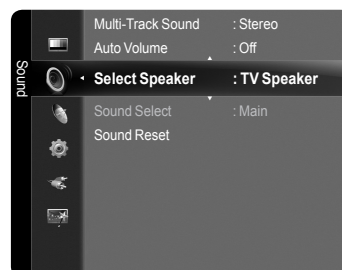 Sound
Multi-Track Sound : Stereo
Auto Volume : Off
Select Speaker : TV Speaker
Sound Select : Main
Sound Reset